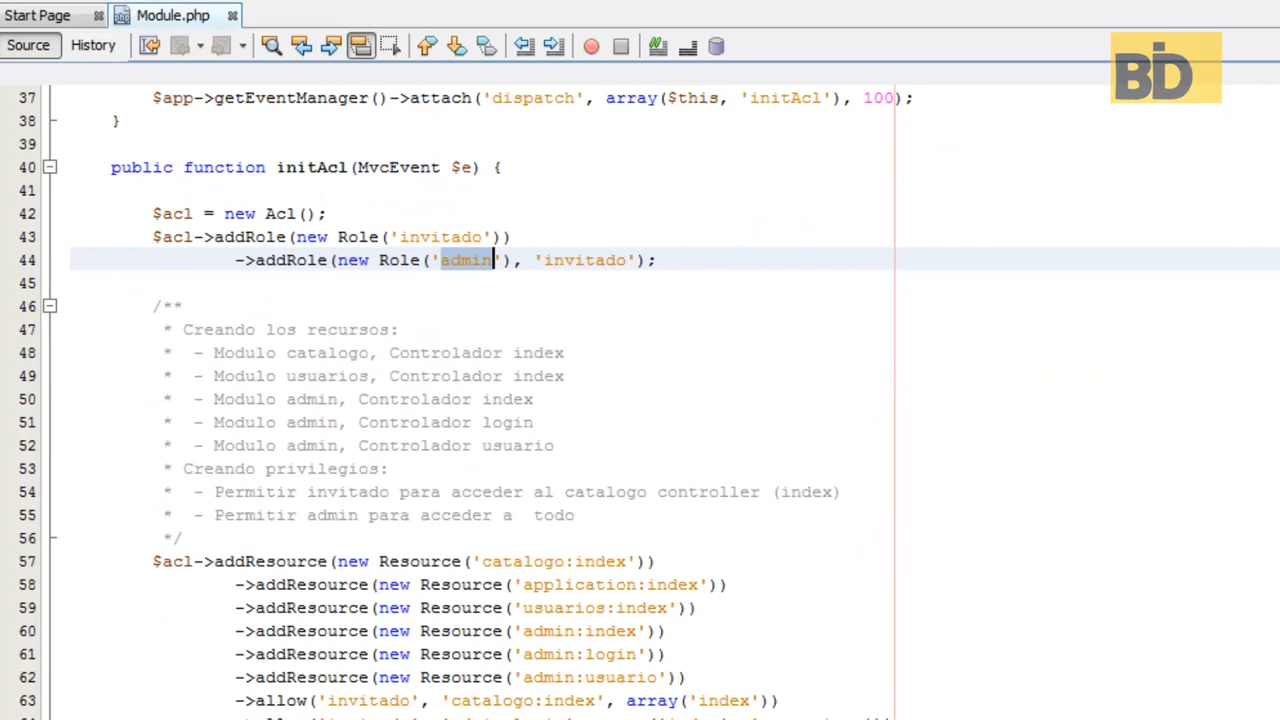 Start Page Module.php
Source History
BID
37 $app->getEventManager()->attach('dispatch', array($this, 'initAcl'), 100);
38 }
39
40 public function initAcl(MvcEvent $e) {
41
42 $acl = new Acl();
43 $acl->addRole(new Role('invitado'))
44 ->addRole(new Role('admin'), 'invitado');
45
46 /**
47 * Creando los recursos:
48 * - Modulo catalogo, Controlador index
49 * - Modulo usuarios, Controlador index
50 * - Modulo admin, Controlador index
51 * - Modulo admin, Controlador login
52 * - Modulo admin, Controlador usuario
53 * Creando privilegios:
54 * - Permitir invitado para acceder al catalogo controller (index)
55 * - Permitir admin para acceder a  todo
56 */
57 $acl->addResource(new Resource('catalogo:index'))
58 ->addResource(new Resource('application:index'))
59 ->addResource(new Resource('usuarios:index'))
60 ->addResource(new Resource('admin:index'))
61 ->addResource(new Resource('admin:login'))
62 ->addResource(new Resource('admin:usuario'))
63 ->allow('invitado', 'catalogo:index', array('index'))